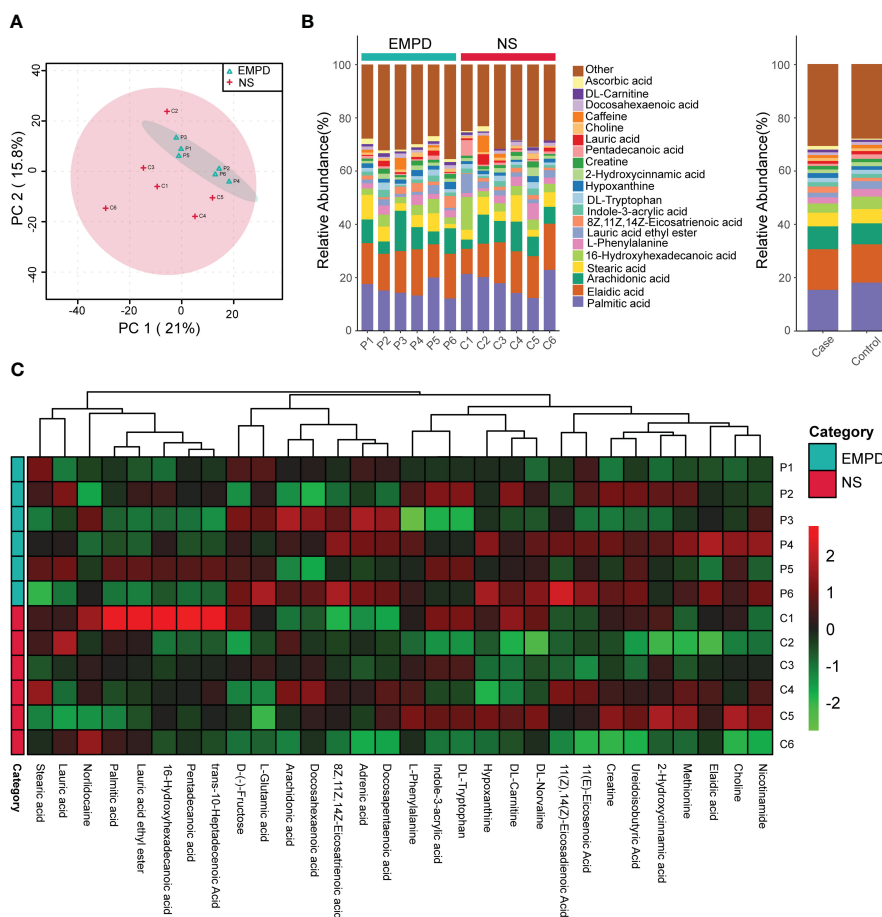 A
EMPD
NS
C2
P3
P1
P5
C3
P2
P6
C1
P4
C5
C6
C4
40
20
0
-20
-40
-40
-20
0
20
40
PC 2 ( 15.8%)
PC 1 ( 21%)
B
EMPD
NS
Relative Abundance(%)
100
80
60
40
20
0
P1
P2
P3
P4
P5
P6
C1
C2
C3
C4
C5
C6
Other
Ascorbic acid
DL-Carnitine
Docosahexaenoic acid
Caffeine
Choline
Lauric acid
Pentadecanoic acid
Creatine
2-Hydroxycinnamic acid
Hypoxanthine
DL-Tryptophan
Indole-3-acrylic acid
8Z,11Z,14Z-Eicosatrienoic acid
Lauric acid ethyl ester
L-Phenylalanine
16-Hydroxyhexadecanoic acid
Stearic acid
Arachidonic acid
Elaidic acid
Palmitic acid
Relative Abundance(%)
100
80
60
40
20
0
Case
Control
C
P1
P2
P3
P4
P5
P6
C1
C2
C3
C4
C5
C6
Category
EMPD
NS
2
1
0
-1
-2
Category
Stearic acid
Lauric acid
Norlidocaine
Palmitic acid
Lauric acid ethyl ester
16-Hydroxyhexadecanoic acid
Pentadecanoic acid
trans-10-Heptadecenoic Acid
D-(-)-Fructose
L-Glutamic acid
Arachidonic acid
Docosahexaenoic acid
8Z,11Z,14Z-Eicosatrienoic acid
Adrenic acid
Docosapentaenoic acid
L-Phenylalanine
Indole-3-acrylic acid
DL-Tryptophan
Hypoxanthine
DL-Carnitine
DL-Norvaline
11(Z),14(Z)-Eicosadienoic Acid
11(E)-Eicosenoic Acid
Creatine
Ureidoisobutyric Acid
2-Hydroxycinnamic acid
Methionine
Elaidic acid
Choline
Nicotinamide